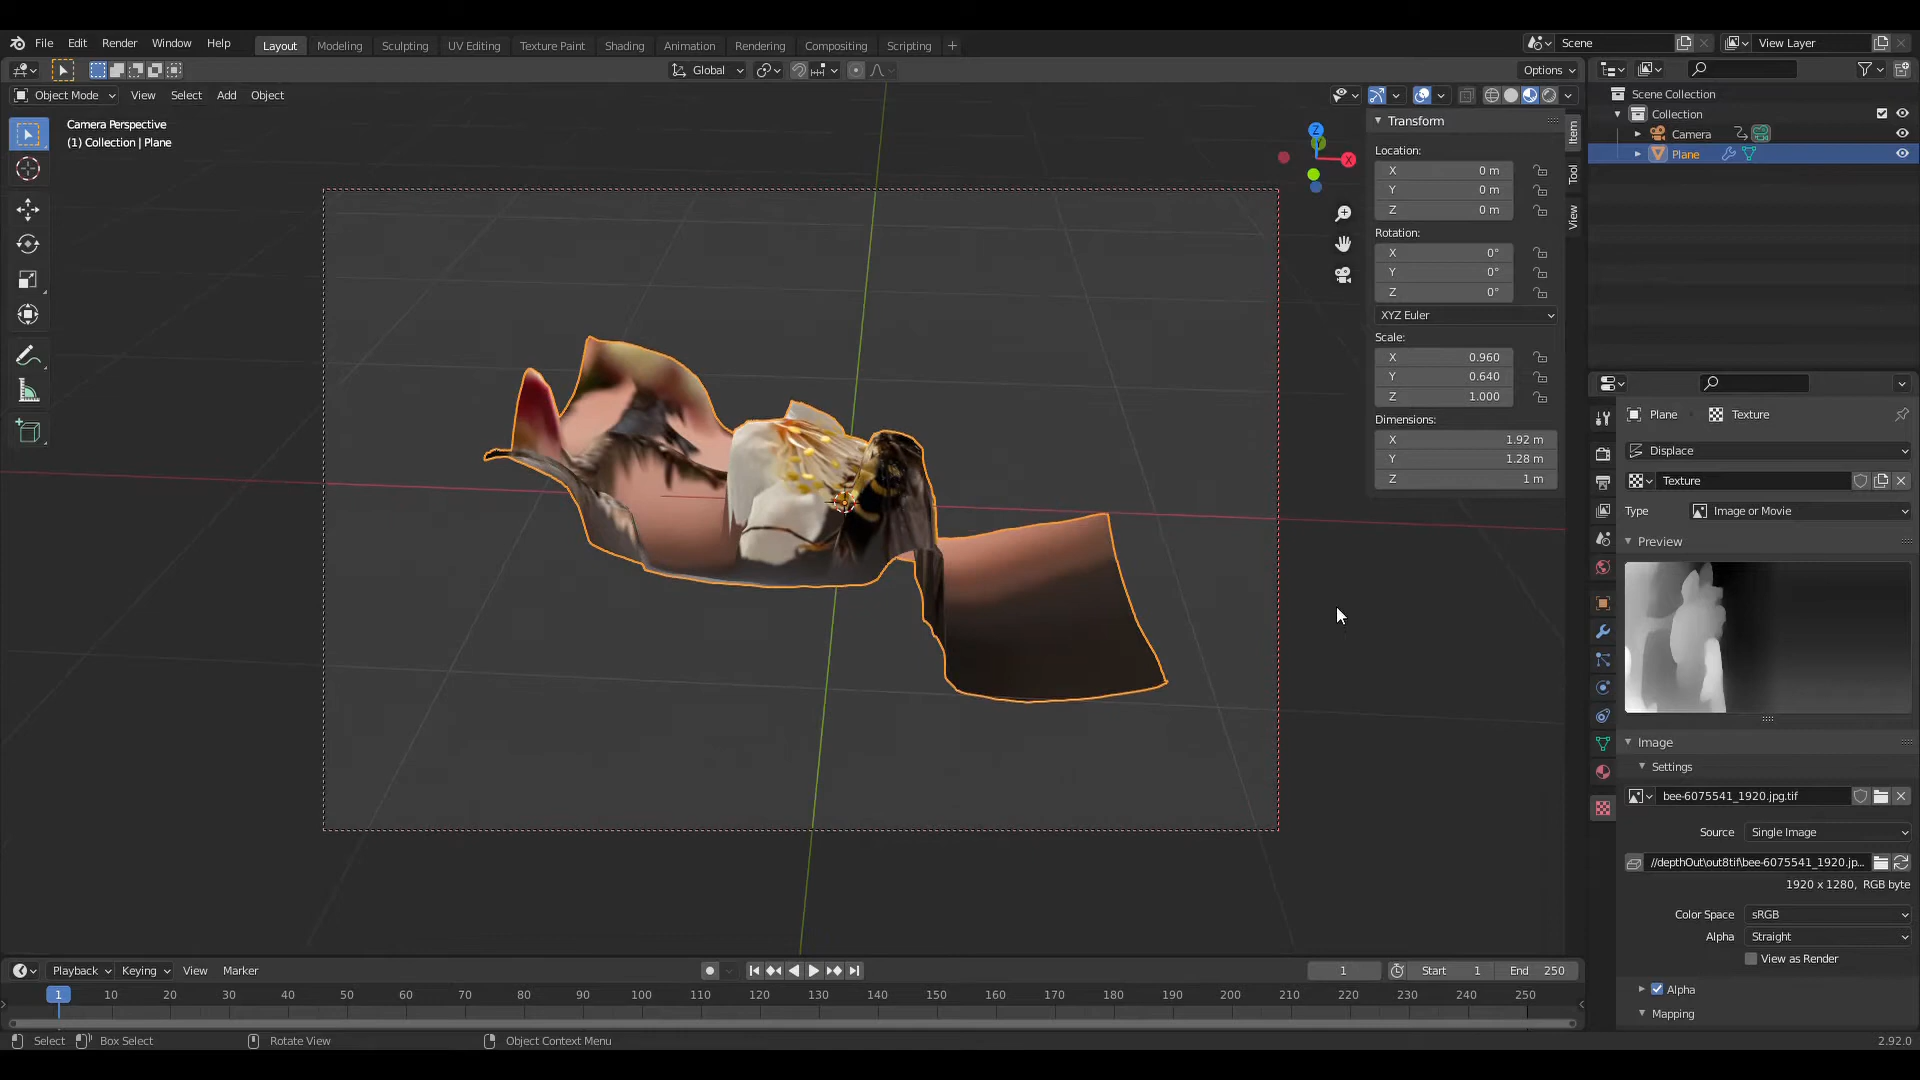 File Edit Render Window Help Layout Modeling Sculpting UV Editing Texture Paint Shading Animation Rendering Compositing Scripting + Scene View Layer
Global Options
Object Mode View Select Add Object
Camera Perspective
(1) Collection | Plane
Z
Y
X
Transform
Location:
X 0 m
Y 0 m
Z 0 m
Rotation:
X 0°
Y 0°
Z 0°
XYZ Euler
Scale:
X 0.960
Y 0.640
Z 1.000
Dimensions:
X 1.92 m
Y 1.28 m
Z 1 m
Item
Tool
View
Scene Collection
Collection
Camera
Plane
Plane Texture
Displace
Texture
Type Image or Movie
Preview
Image
Settings
bee-6075541_1920.jpg.tif
Source Single Image
//depthOut\out8tif\bee-6075541_1920.jp...
1920 x 1280, RGB byte
Color Space sRGB
Alpha Straight
View as Render
Alpha
Mapping
Playback Keying View Marker 1 Start 1 End 250
1 10 20 30 40 50 60 70 80 90 100 110 120 130 140 150 160 170 180 190 200 210 220 230 240 250
Select Box Select Rotate View Object Context Menu 2.92.0